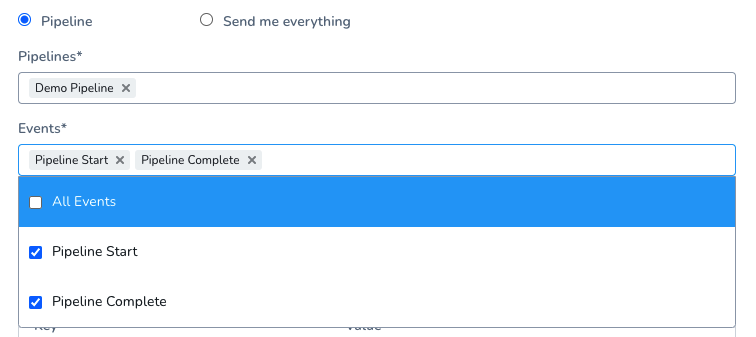 Pipeline Send me everything
Pipelines*
Demo Pipeline ×
Events*
Pipeline Start × Pipeline Complete ×
All Events
Pipeline Start
Pipeline Complete
Key Value